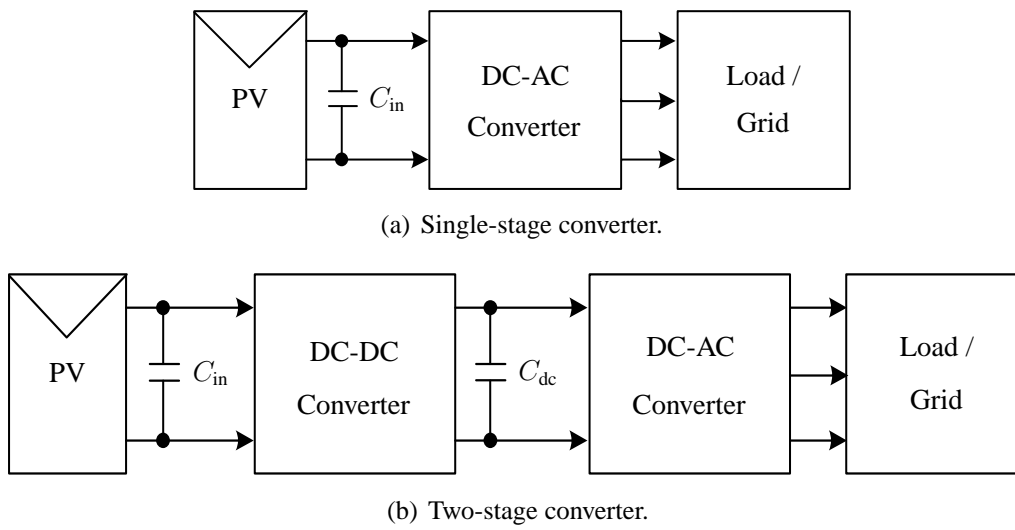 PV
C_in
DC-AC
Converter
Load /
Grid
(a) Single-stage converter.
PV
C_in
DC-DC
Converter
C_dc
DC-AC
Converter
Load /
Grid
(b) Two-stage converter.